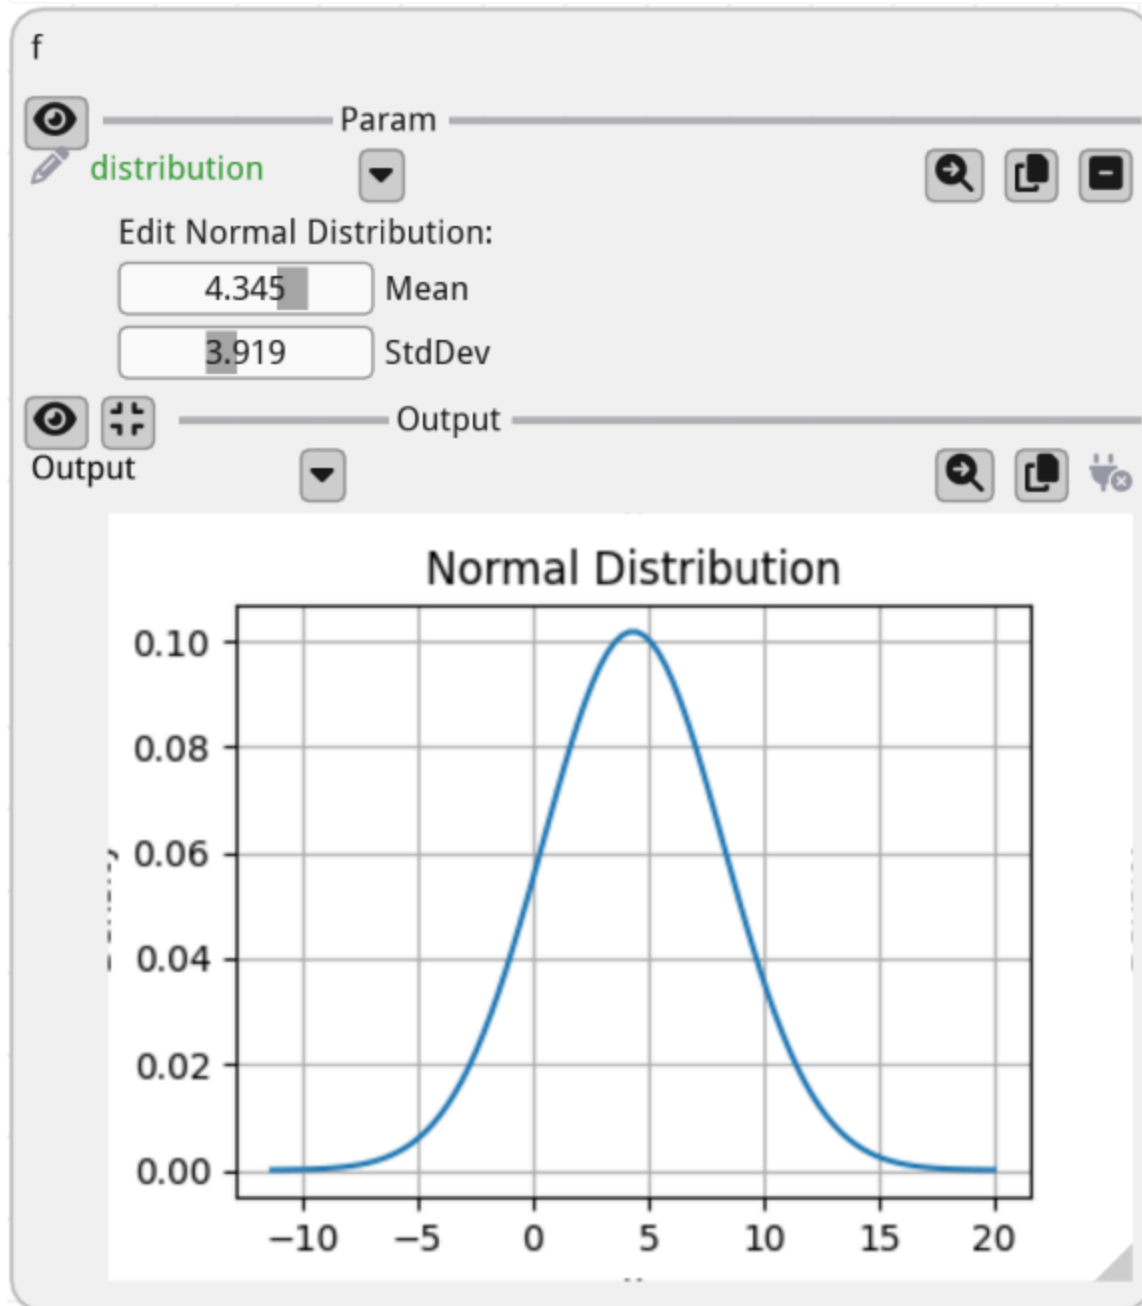 f
Param
distribution
Edit Normal Distribution:
4.345 Mean
3.919 StdDev
Output
Output
Normal Distribution
0.10
0.08
0.06
0.04
0.02
0.00
−10 −5 0 5 10 15 20